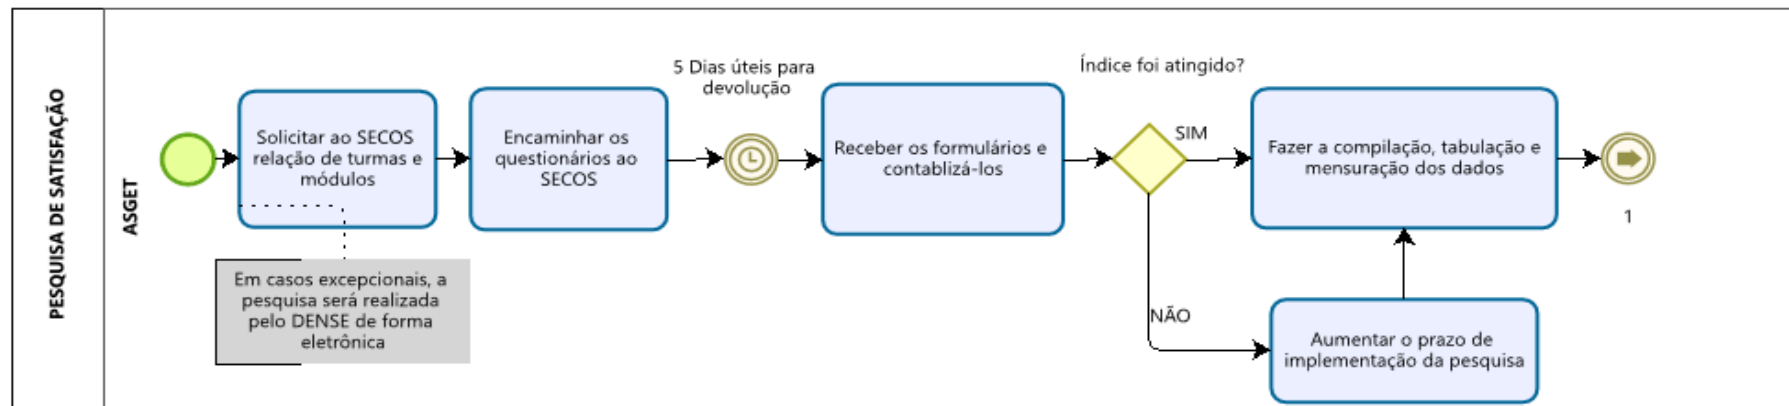 PESQUISA DE SATISFAÇÃO
ASGET
Solicitar ao SECOS
relação de turmas e
módulos
Em casos excepcionais, a
pesquisa será realizada
pelo DENSE de forma
eletrônica
Encaminhar os
questionários ao
SECOS
5 Dias úteis para
devolução
Receber os formulários e
contablizá-los
Índice foi atingido?
SIM
NÃO
Fazer a compilação, tabulação e
mensuração dos dados
Aumentar o prazo de
implementação da pesquisa
1